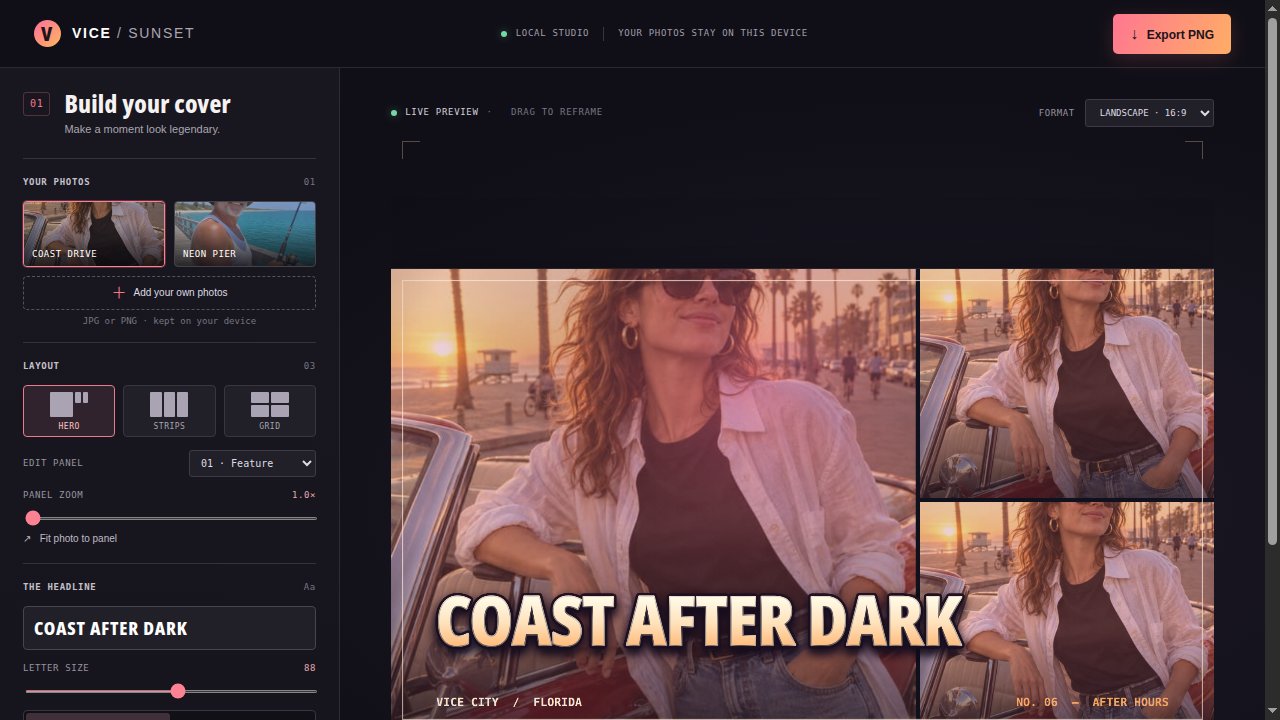 V VICE / SUNSET
LOCAL STUDIO
YOUR PHOTOS STAY ON THIS DEVICE
↓ Export PNG
01 Build your cover
Make a moment look legendary.
YOUR PHOTOS 01
COAST DRIVE
NEON PIER
+ Add your own photos
JPG or PNG · kept on your device
LAYOUT 03
HERO
STRIPS
GRID
EDIT PANEL 01 · Feature
PANEL ZOOM 1.0×
↗ Fit photo to panel
THE HEADLINE Aa
COAST AFTER DARK
LETTER SIZE 88
LIVE PREVIEW · DRAG TO REFRAME
FORMAT LANDSCAPE · 16:9
COAST AFTER DARK
VICE CITY / FLORIDA
NO. 06 — AFTER HOURS